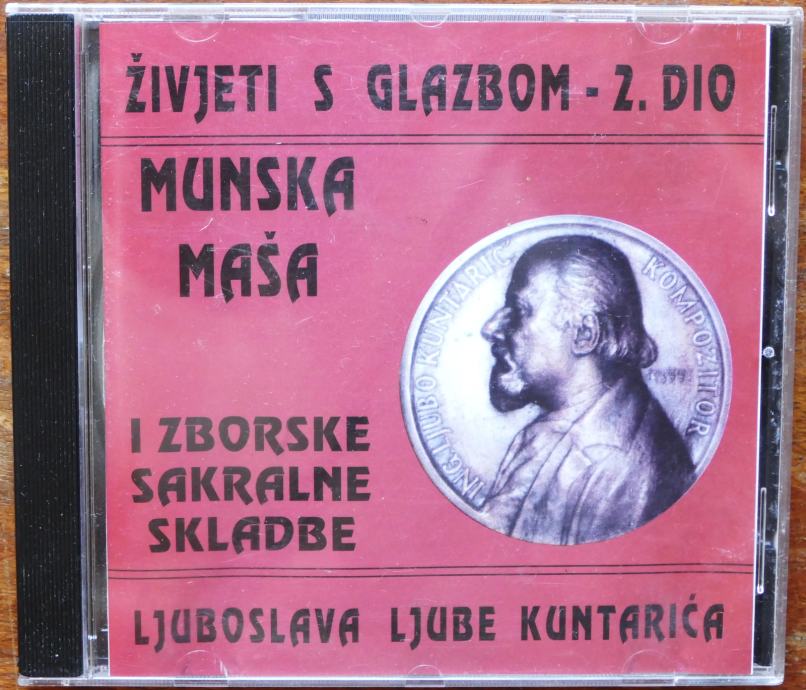 ŽIVJETI S GLAZBOM - 2. DIO
MUNSKA
MAŠA
ING. LJUBO KUNTARIĆ KOMPOZITOR
I ZBORSKE
SAKRALNE
SKLADBE
LJUBOSLAVA LJUBE KUNTARIĆA